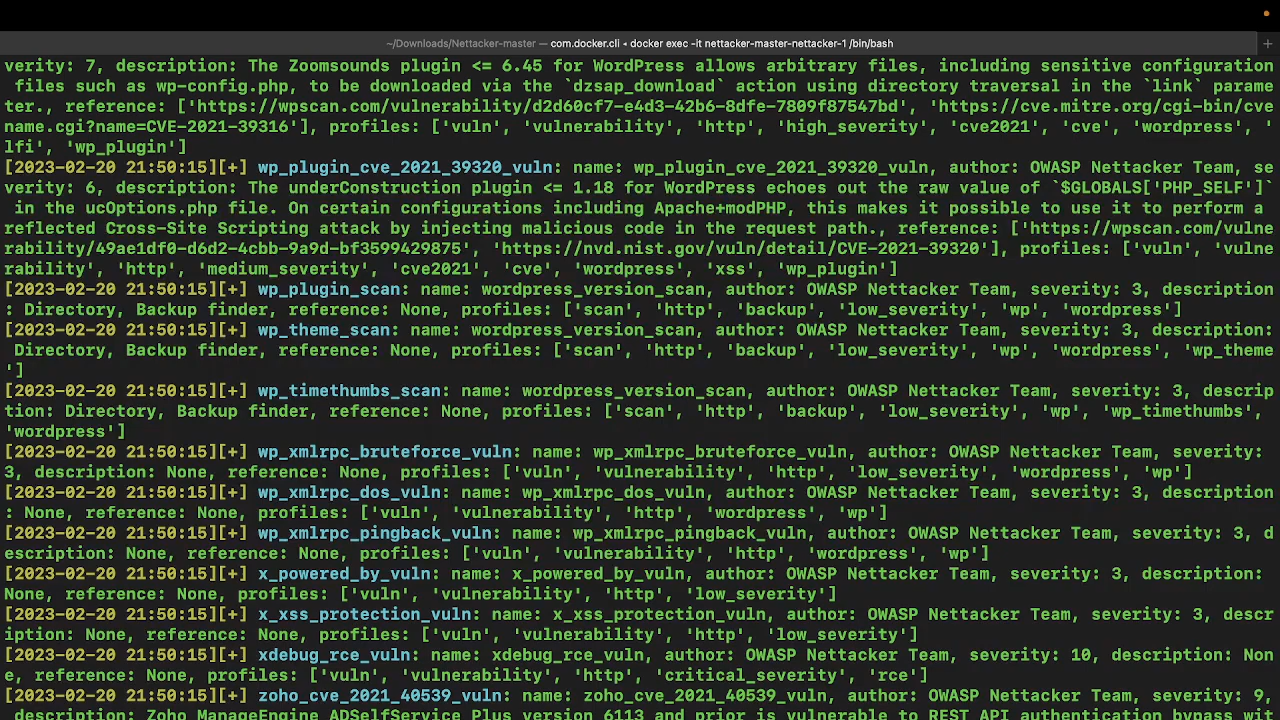 ~/Downloads/Nettacker-master — com.docker.cli ◂ docker exec -it nettacker-master-nettacker-1 /bin/bash
verity: 7, description: The Zoomsounds plugin <= 6.45 for WordPress allows arbitrary files, including sensitive configuration
 files such as wp-config.php, to be downloaded via the `dzsap_download` action using directory traversal in the `link` parame
ter., reference: ['https://wpscan.com/vulnerability/d2d60cf7-e4d3-42b6-8dfe-7809f87547bd', 'https://cve.mitre.org/cgi-bin/cve
name.cgi?name=CVE-2021-39316'], profiles: ['vuln', 'vulnerability', 'http', 'high_severity', 'cve2021', 'cve', 'wordpress', '
lfi', 'wp_plugin']
[2023-02-20 21:50:15][+] wp_plugin_cve_2021_39320_vuln: name: wp_plugin_cve_2021_39320_vuln, author: OWASP Nettacker Team, se
verity: 6, description: The underConstruction plugin <= 1.18 for WordPress echoes out the raw value of `$GLOBALS['PHP_SELF']`
 in the ucOptions.php file. On certain configurations including Apache+modPHP, this makes it possible to use it to perform a
reflected Cross-Site Scripting attack by injecting malicious code in the request path., reference: ['https://wpscan.com/vulne
rability/49ae1df0-d6d2-4cbb-9a9d-bf3599429875', 'https://nvd.nist.gov/vuln/detail/CVE-2021-39320'], profiles: ['vuln', 'vulne
rability', 'http', 'medium_severity', 'cve2021', 'cve', 'wordpress', 'xss', 'wp_plugin']
[2023-02-20 21:50:15][+] wp_plugin_scan: name: wordpress_version_scan, author: OWASP Nettacker Team, severity: 3, description
: Directory, Backup finder, reference: None, profiles: ['scan', 'http', 'backup', 'low_severity', 'wp', 'wordpress']
[2023-02-20 21:50:15][+] wp_theme_scan: name: wordpress_version_scan, author: OWASP Nettacker Team, severity: 3, description:
 Directory, Backup finder, reference: None, profiles: ['scan', 'http', 'backup', 'low_severity', 'wp', 'wordpress', 'wp_theme
']
[2023-02-20 21:50:15][+] wp_timethumbs_scan: name: wordpress_version_scan, author: OWASP Nettacker Team, severity: 3, descrip
tion: Directory, Backup finder, reference: None, profiles: ['scan', 'http', 'backup', 'low_severity', 'wp', 'wp_timethumbs',
'wordpress']
[2023-02-20 21:50:15][+] wp_xmlrpc_bruteforce_vuln: name: wp_xmlrpc_bruteforce_vuln, author: OWASP Nettacker Team, severity:
3, description: None, reference: None, profiles: ['vuln', 'vulnerability', 'http', 'low_severity', 'wordpress', 'wp']
[2023-02-20 21:50:15][+] wp_xmlrpc_dos_vuln: name: wp_xmlrpc_dos_vuln, author: OWASP Nettacker Team, severity: 3, description
: None, reference: None, profiles: ['vuln', 'vulnerability', 'http', 'wordpress', 'wp']
[2023-02-20 21:50:15][+] wp_xmlrpc_pingback_vuln: name: wp_xmlrpc_pingback_vuln, author: OWASP Nettacker Team, severity: 3, d
escription: None, reference: None, profiles: ['vuln', 'vulnerability', 'http', 'wordpress', 'wp']
[2023-02-20 21:50:15][+] x_powered_by_vuln: name: x_powered_by_vuln, author: OWASP Nettacker Team, severity: 3, description:
None, reference: None, profiles: ['vuln', 'vulnerability', 'http', 'low_severity']
[2023-02-20 21:50:15][+] x_xss_protection_vuln: name: x_xss_protection_vuln, author: OWASP Nettacker Team, severity: 3, descr
iption: None, reference: None, profiles: ['vuln', 'vulnerability', 'http', 'low_severity']
[2023-02-20 21:50:15][+] xdebug_rce_vuln: name: xdebug_rce_vuln, author: OWASP Nettacker Team, severity: 10, description: Non
e, reference: None, profiles: ['vuln', 'vulnerability', 'http', 'critical_severity', 'rce']
[2023-02-20 21:50:15][+] zoho_cve_2021_40539_vuln: name: zoho_cve_2021_40539_vuln, author: OWASP Nettacker Team, severity: 9,
 description: Zoho ManageEngine ADSelfService Plus version 6113 and prior is vulnerable to REST API authentication bypass wit